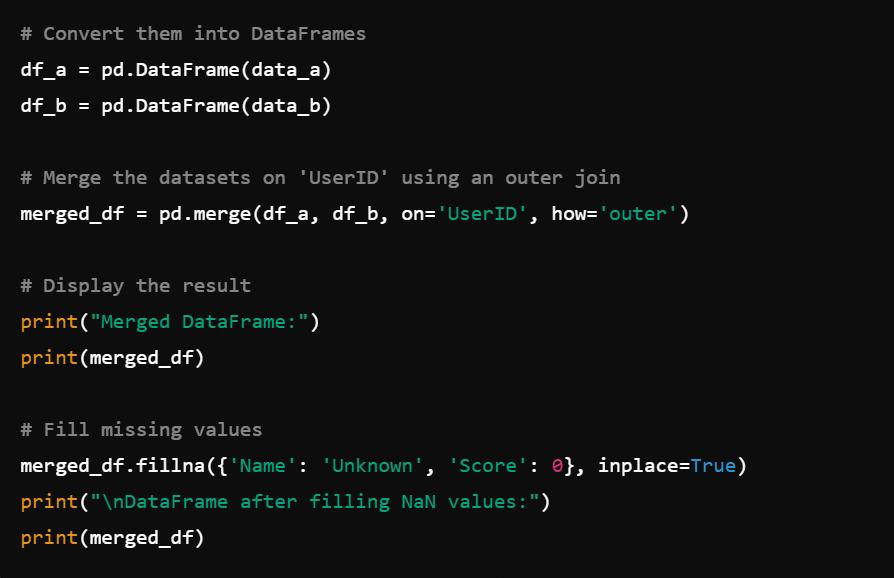 # Convert them into DataFrames
df_a = pd.DataFrame(data_a)
df_b = pd.DataFrame(data_b)
# Merge the datasets on 'UserID' using an outer join
merged_df = pd.merge(df_a, df_b, on='UserID', how='outer')
# Display the result
print("Merged DataFrame:")
print(merged_df)
# Fill missing values
merged_df.fillna({'Name': 'Unknown', 'Score': 0}, inplace=True)
print("\nDataFrame after filling NaN values:")
print(merged_df)